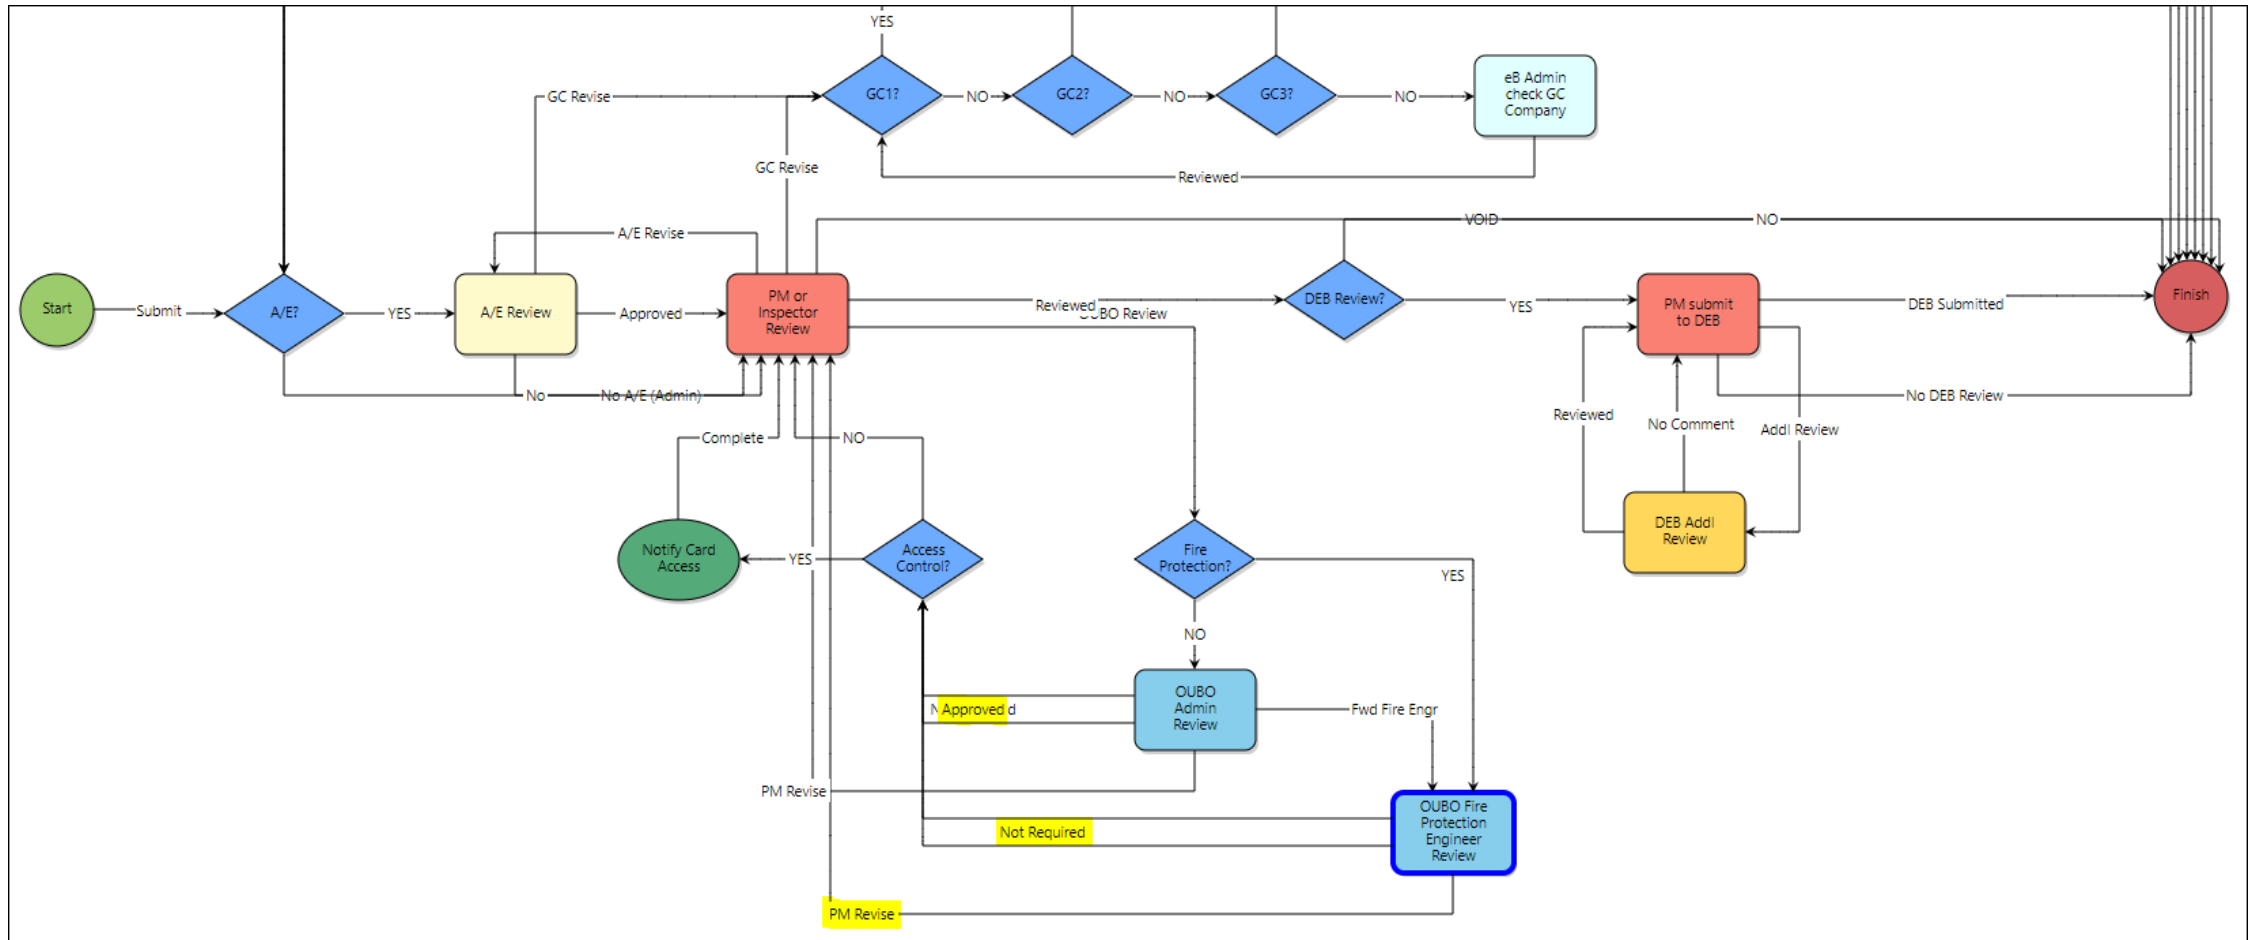 YES
GC1?
NO
GC2?
NO
GC3?
NO
eB Admin
check GC
Company
GC Revise
GC Revise
Reviewed
A/E Revise
VOID
NO
Start
Submit
A/E?
YES
A/E Review
Approved
PM or
Inspector
Review
Reviewed
BO Review
DEB Review?
YES
PM submit
to DEB
DEB Submitted
Finish
No
No A/E (Admin)
No DEB Review
Reviewed
No Comment
Addl Review
Complete
NO
Notify Card
Access
YES
Access
Control?
Fire
Protection?
YES
DEB Addl
Review
NO
OUBO
Admin
Review
Approved
Fwd Fire Engr
PM Revise
OUBO Fire
Protection
Engineer
Review
Not Required
PM Revise